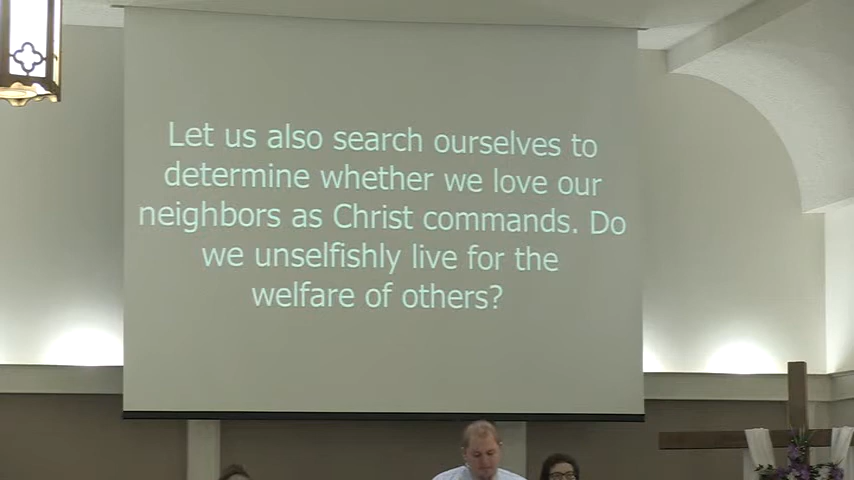 Let us also search ourselves to
determine whether we love our
neighbors as Christ commands. Do
we unselfishly live for the
welfare of others?